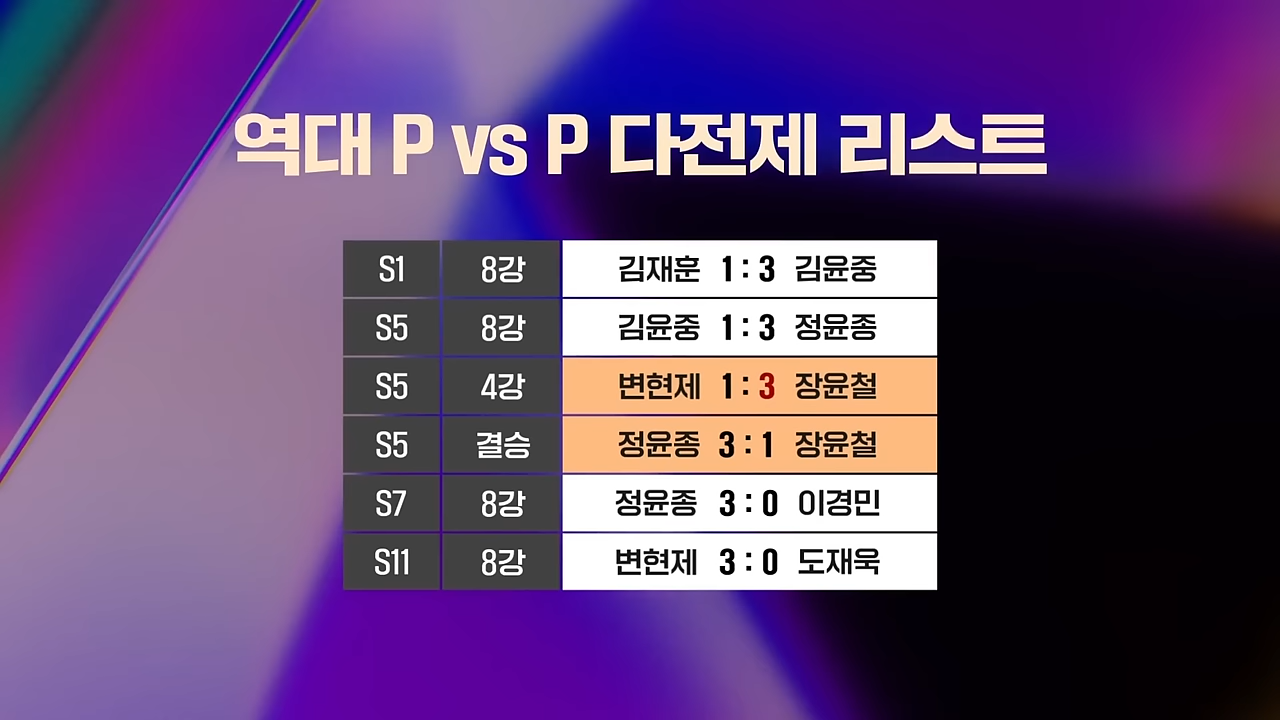 역대 P vs P 다전제 리스트
S1 8강 김재훈 1 : 3 김윤중
S5 8강 김윤중 1 : 3 정윤종
S5 4강 변현제 1 : 3 장윤철
S5 결승 정윤종 3 : 1 장윤철
S7 8강 정윤종 3 : 0 이경민
S11 8강 변현제 3 : 0 도재욱